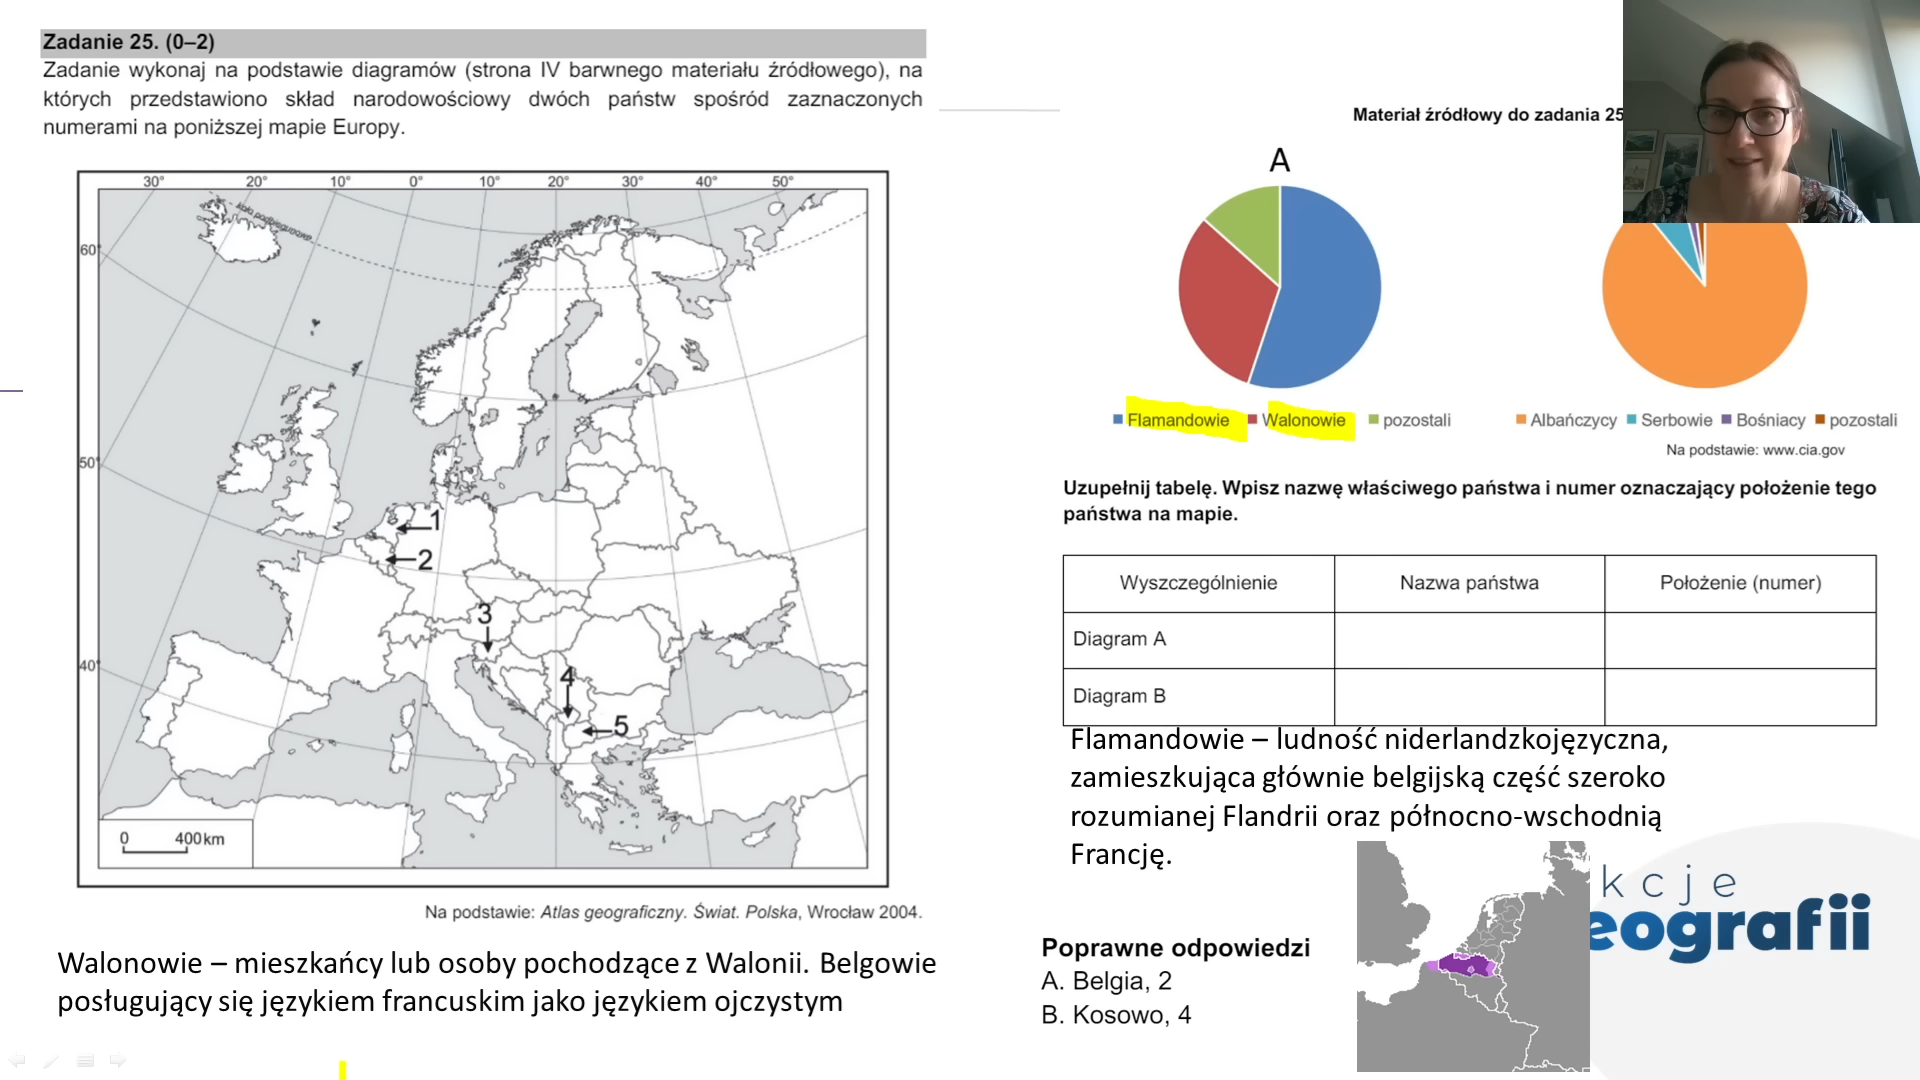 Zadanie 25. (0–2)
Zadanie wykonaj na podstawie diagramów (strona IV barwnego materiału źródłowego), na
których przedstawiono skład narodowościowy dwóch państw spośród zaznaczonych
numerami na poniższej mapie Europy.
30° 20° 10° 0° 10° 20° 30° 40° 50°
koło podbiegunowe
60°
50°
40°
1
2
3
4
5
0 400 km
Na podstawie: Atlas geograficzny. Świat. Polska, Wrocław 2004.
Walonowie – mieszkańcy lub osoby pochodzące z Walonii. Belgowie
posługujący się językiem francuskim jako językiem ojczystym
Materiał źródłowy do zadania 25
A
Flamandowie Walonowie pozostali
Albańczycy Serbowie Bośniacy pozostali
Na podstawie: www.cia.gov
Uzupełnij tabelę. Wpisz nazwę właściwego państwa i numer oznaczający położenie tego
państwa na mapie.
Wyszczególnienie Nazwa państwa Położenie (numer)
Diagram A
Diagram B
Flamandowie – ludność niderlandzkojęzyczna,
zamieszkująca głównie belgijską część szeroko
rozumianej Flandrii oraz północno-wschodnią
Francję.
Poprawne odpowiedzi
A. Belgia, 2
B. Kosowo, 4
kcje
eografii